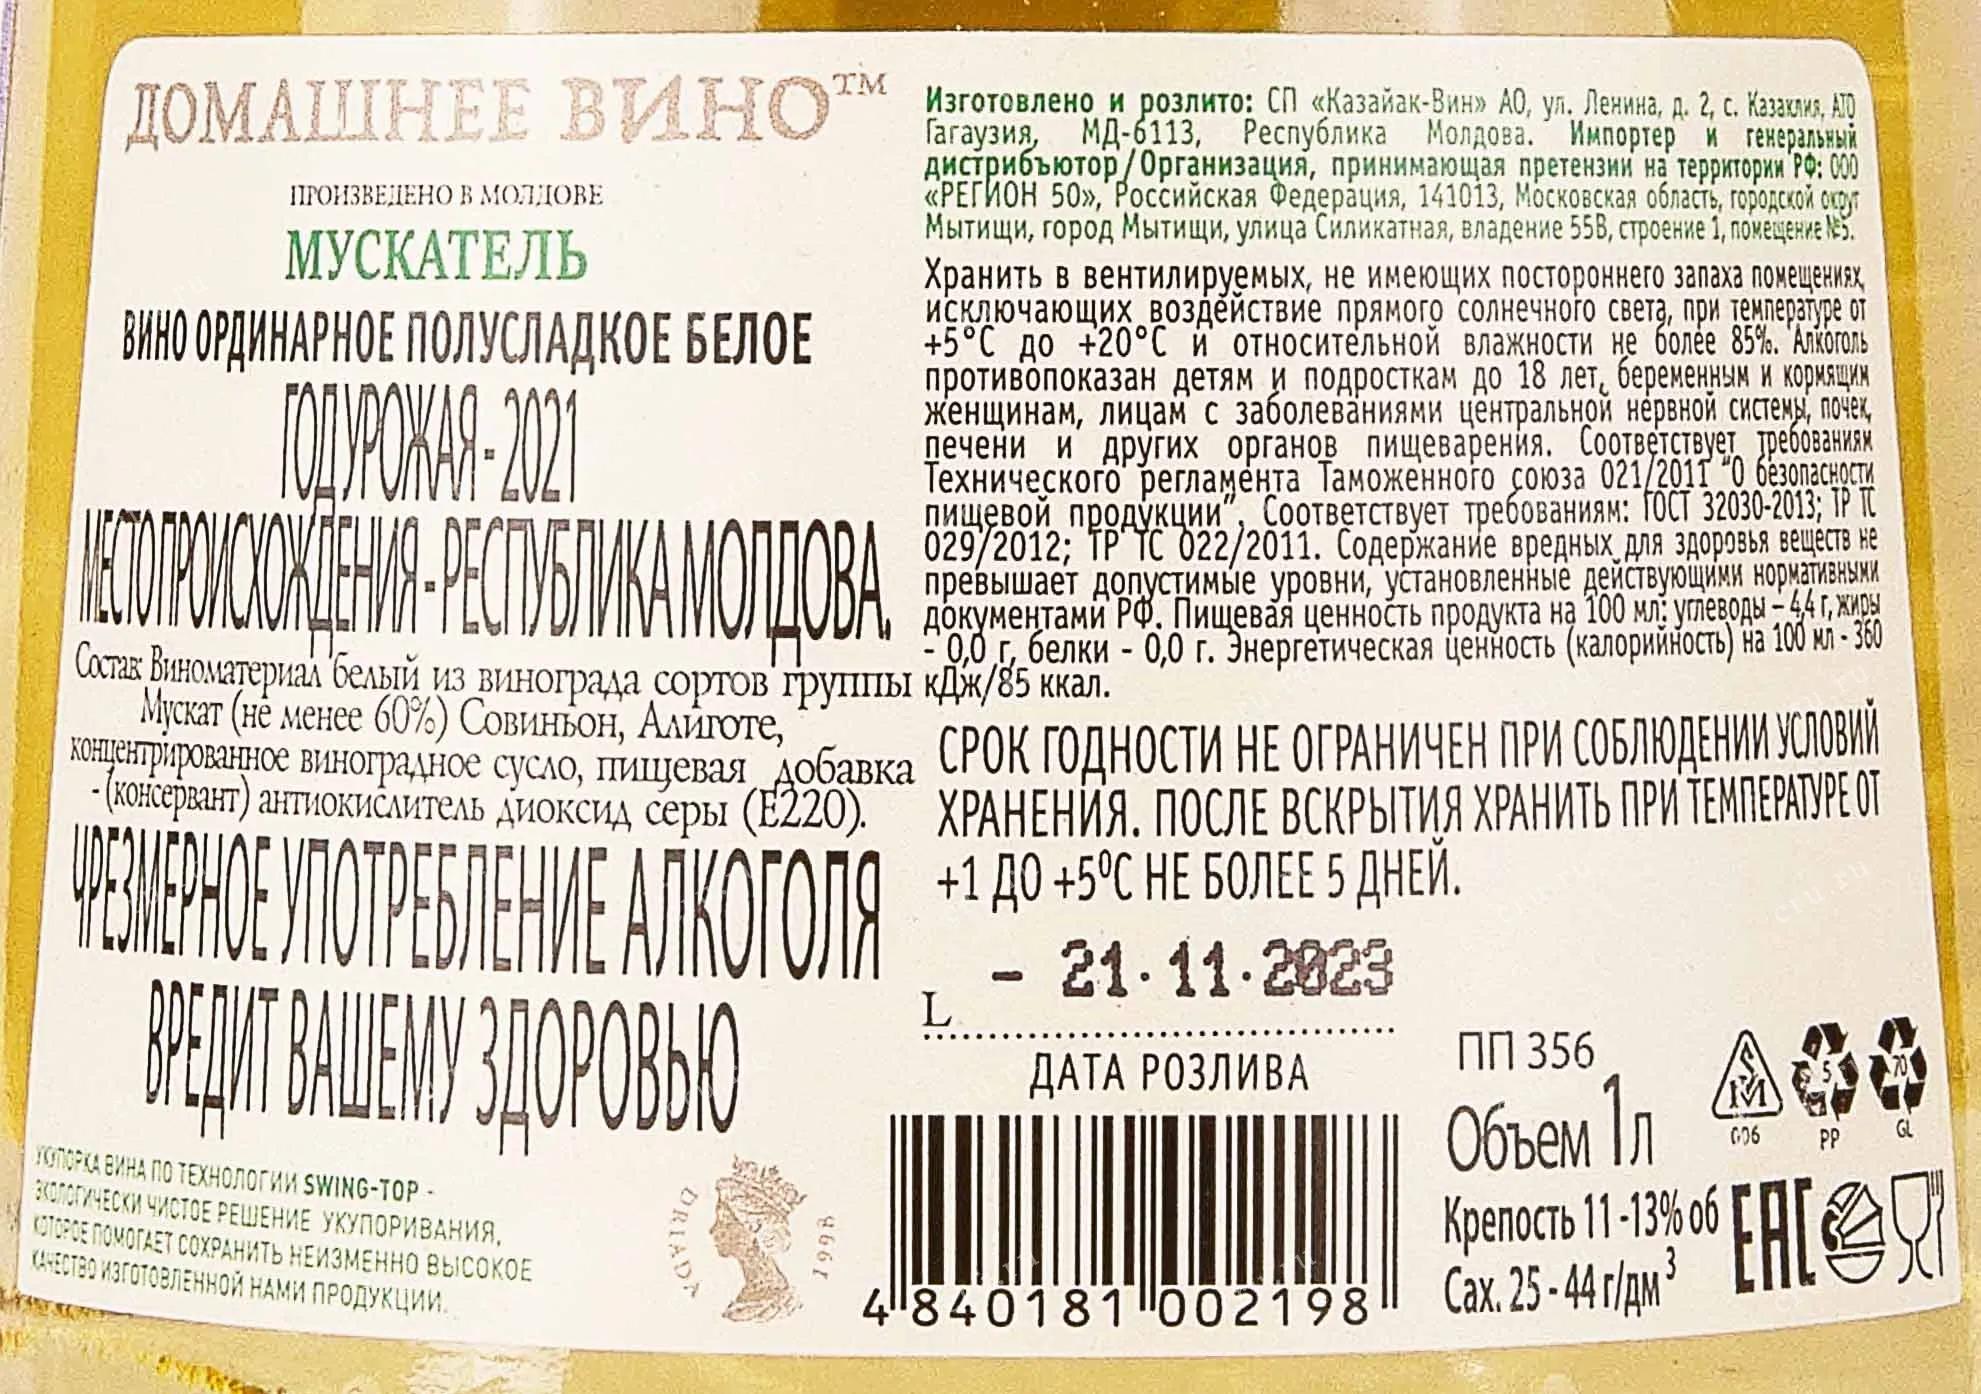 ДОМАШНЕЕ ВИНО™
ПРОИЗВЕДЕНО В МОЛДОВЕ
МУСКАТЕЛЬ
ВИНО ОРДИНАРНОЕ ПОЛУСЛАДКОЕ БЕЛОЕ
ГОД УРОЖАЯ - 2021
МЕСТО ПРОИСХОЖДЕНИЯ - РЕСПУБЛИКА МОЛДОВА.
Состав: Виноматериал белый из винограда сортов группы
Мускат (не менее 60%) Совиньон, Алиготе,
концентрированное виноградное сусло, пищевая добавка
- (консервант) антиокислитель диоксид серы (Е220).
ЧРЕЗМЕРНОЕ УПОТРЕБЛЕНИЕ АЛКОГОЛЯ
ВРЕДИТ ВАШЕМУ ЗДОРОВЬЮ
УКУПОРКА ВИНА ПО ТЕХНОЛОГИИ SWING-TOP -
ЭКОЛОГИЧЕСКИ ЧИСТОЕ РЕШЕНИЕ УКУПОРИВАНИЯ,
КОТОРОЕ ПОМОГАЕТ СОХРАНИТЬ НЕИЗМЕННО ВЫСОКОЕ
КАЧЕСТВО ИЗГОТОВЛЕННОЙ НАМИ ПРОДУКЦИИ.
DRIADA 1998
Изготовлено и розлито: СП «Казайак-Вин» АО, ул. Ленина, д. 2, с. Казаклия, АТО
Гагаузия, МД-6113, Республика Молдова. Импортер и генеральный
дистрибъютор/Организация, принимающая претензии на территории РФ: ООО
«РЕГИОН 50», Российская Федерация, 141013, Московская область, городской округ
Мытищи, город Мытищи, улица Силикатная, владение 55В, строение 1, помещение №5.
Хранить в вентилируемых, не имеющих постороннего запаха помещениях,
исключающих воздействие прямого солнечного света, при температуре от
+5°С до +20°С и относительной влажности не более 85%. Алкоголь
противопоказан детям и подросткам до 18 лет, беременным и кормящим
женщинам, лицам с заболеваниями центральной нервной системы, почек,
печени и других органов пищеварения. Соответствует требованиям
Технического регламента Таможенного союза 021/2011 "О безопасности
пищевой продукции". Соответствует требованиям: ГОСТ 32030-2013; ТР ТС
029/2012; ТР ТС 022/2011. Содержание вредных для здоровья веществ не
превышает допустимые уровни, установленные действующими нормативными
документами РФ. Пищевая ценность продукта на 100 мл: углеводы - 4,4 г, жиры
- 0,0 г, белки - 0,0 г. Энергетическая ценность (калорийность) на 100 мл - 360
кДж/85 ккал.
СРОК ГОДНОСТИ НЕ ОГРАНИЧЕН ПРИ СОБЛЮДЕНИИ УСЛОВИЙ
ХРАНЕНИЯ. ПОСЛЕ ВСКРЫТИЯ ХРАНИТЬ ПРИ ТЕМПЕРАТУРЕ ОТ
+1 ДО +5°С НЕ БОЛЕЕ 5 ДНЕЙ.
- 21.11.2023
L
ДАТА РОЗЛИВА
4 840181 002198
ПП 356
Объем 1л
Крепость 11 -13% об
Сах. 25 - 44 г/дм³
SKM 5 70
006 PP GL
EAC